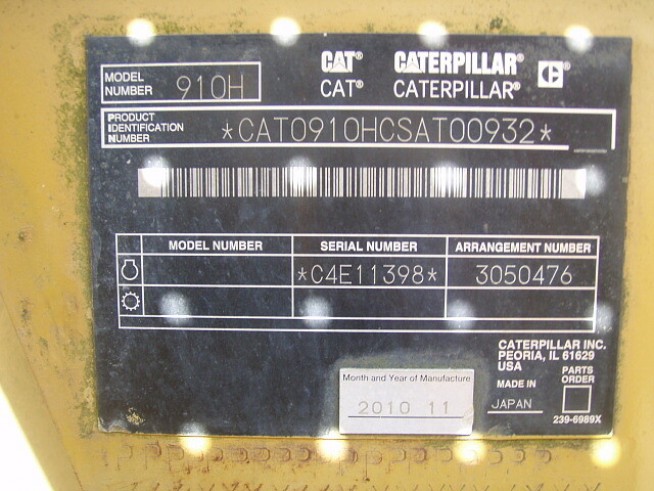 CAT® CATERPILLAR® C®
MODEL NUMBER 910H CAT® CATERPILLAR®
PRODUCT IDENTIFICATION NUMBER *CAT0910HCSAT00932*
MODEL NUMBER SERIAL NUMBER ARRANGEMENT NUMBER
*C4E11398* 3050476
CATERPILLAR INC.
PEORIA, IL 61629
USA
MADE IN JAPAN
PARTS ORDER
239-6989X
Month and Year of Manufacture
2010 11